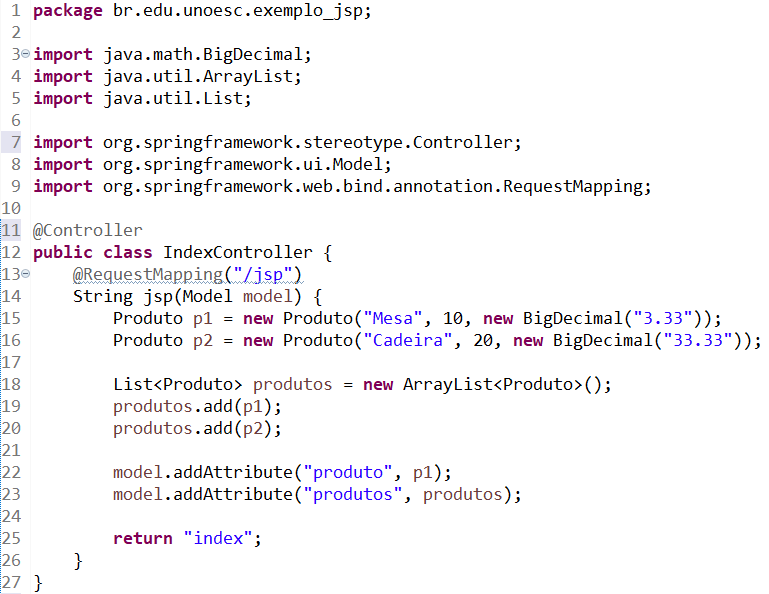 1 package br.edu.unoesc.exemplo_jsp;
2
3 import java.math.BigDecimal;
4 import java.util.ArrayList;
5 import java.util.List;
6
7 import org.springframework.stereotype.Controller;
8 import org.springframework.ui.Model;
9 import org.springframework.web.bind.annotation.RequestMapping;
10
11 @Controller
12 public class IndexController {
13     @RequestMapping("/jsp")
14     String jsp(Model model) {
15         Produto p1 = new Produto("Mesa", 10, new BigDecimal("3.33"));
16         Produto p2 = new Produto("Cadeira", 20, new BigDecimal("33.33"));
17
18         List<Produto> produtos = new ArrayList<Produto>();
19         produtos.add(p1);
20         produtos.add(p2);
21
22         model.addAttribute("produto", p1);
23         model.addAttribute("produtos", produtos);
24
25         return "index";
26     }
27 }